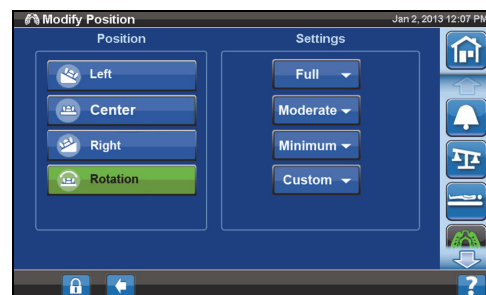 Modify Position
Jan 2, 2013 12:07 PM
Position
Settings
Left
Full
Center
Moderate
Right
Minimum
Rotation
Custom
?